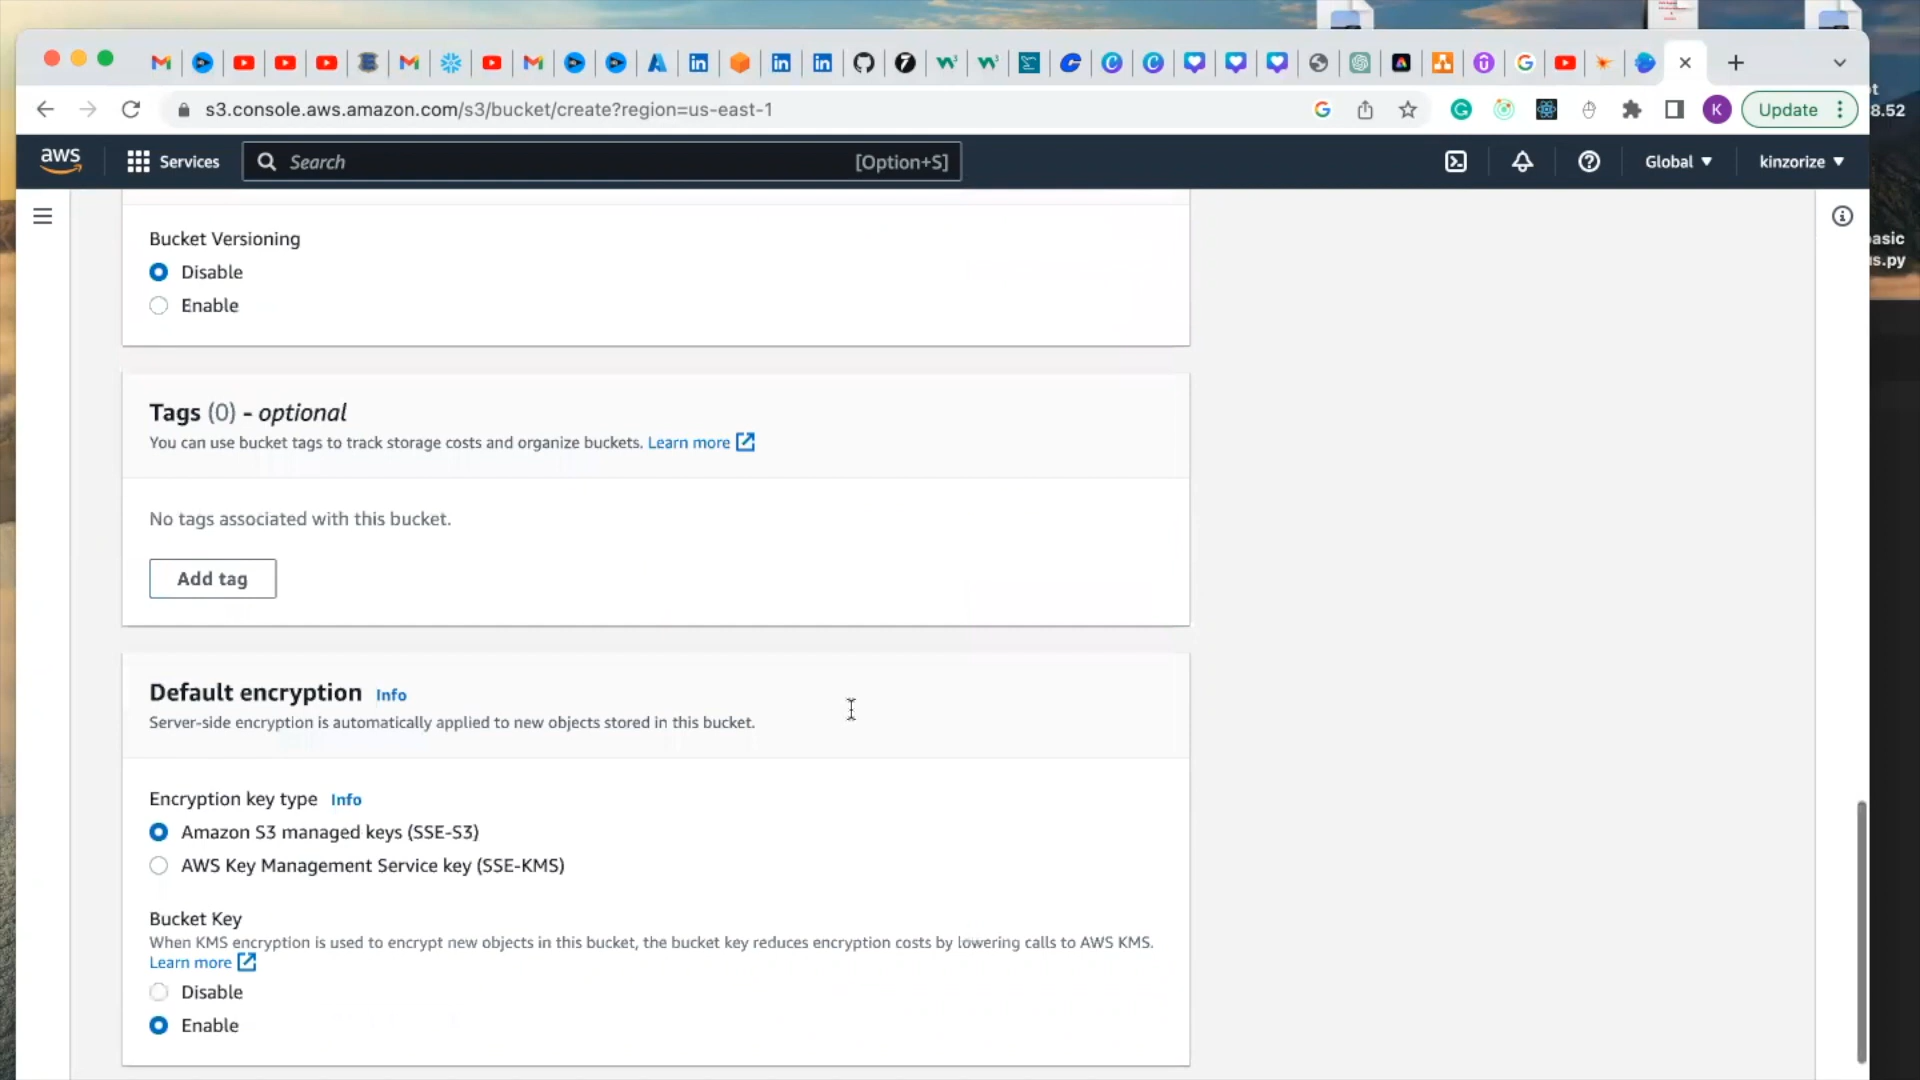 s3.console.aws.amazon.com/s3/bucket/create?region=us-east-1
K
Update
8.52
aws
Services
Search
[Option+S]
Global
kinzorize
Bucket Versioning
Disable
Enable
Tags (0) - optional
You can use bucket tags to track storage costs and organize buckets. Learn more
No tags associated with this bucket.
Add tag
Default encryption Info
Server-side encryption is automatically applied to new objects stored in this bucket.
Encryption key type Info
Amazon S3 managed keys (SSE-S3)
AWS Key Management Service key (SSE-KMS)
Bucket Key
When KMS encryption is used to encrypt new objects in this bucket, the bucket key reduces encryption costs by lowering calls to AWS KMS.
Learn more
Disable
Enable